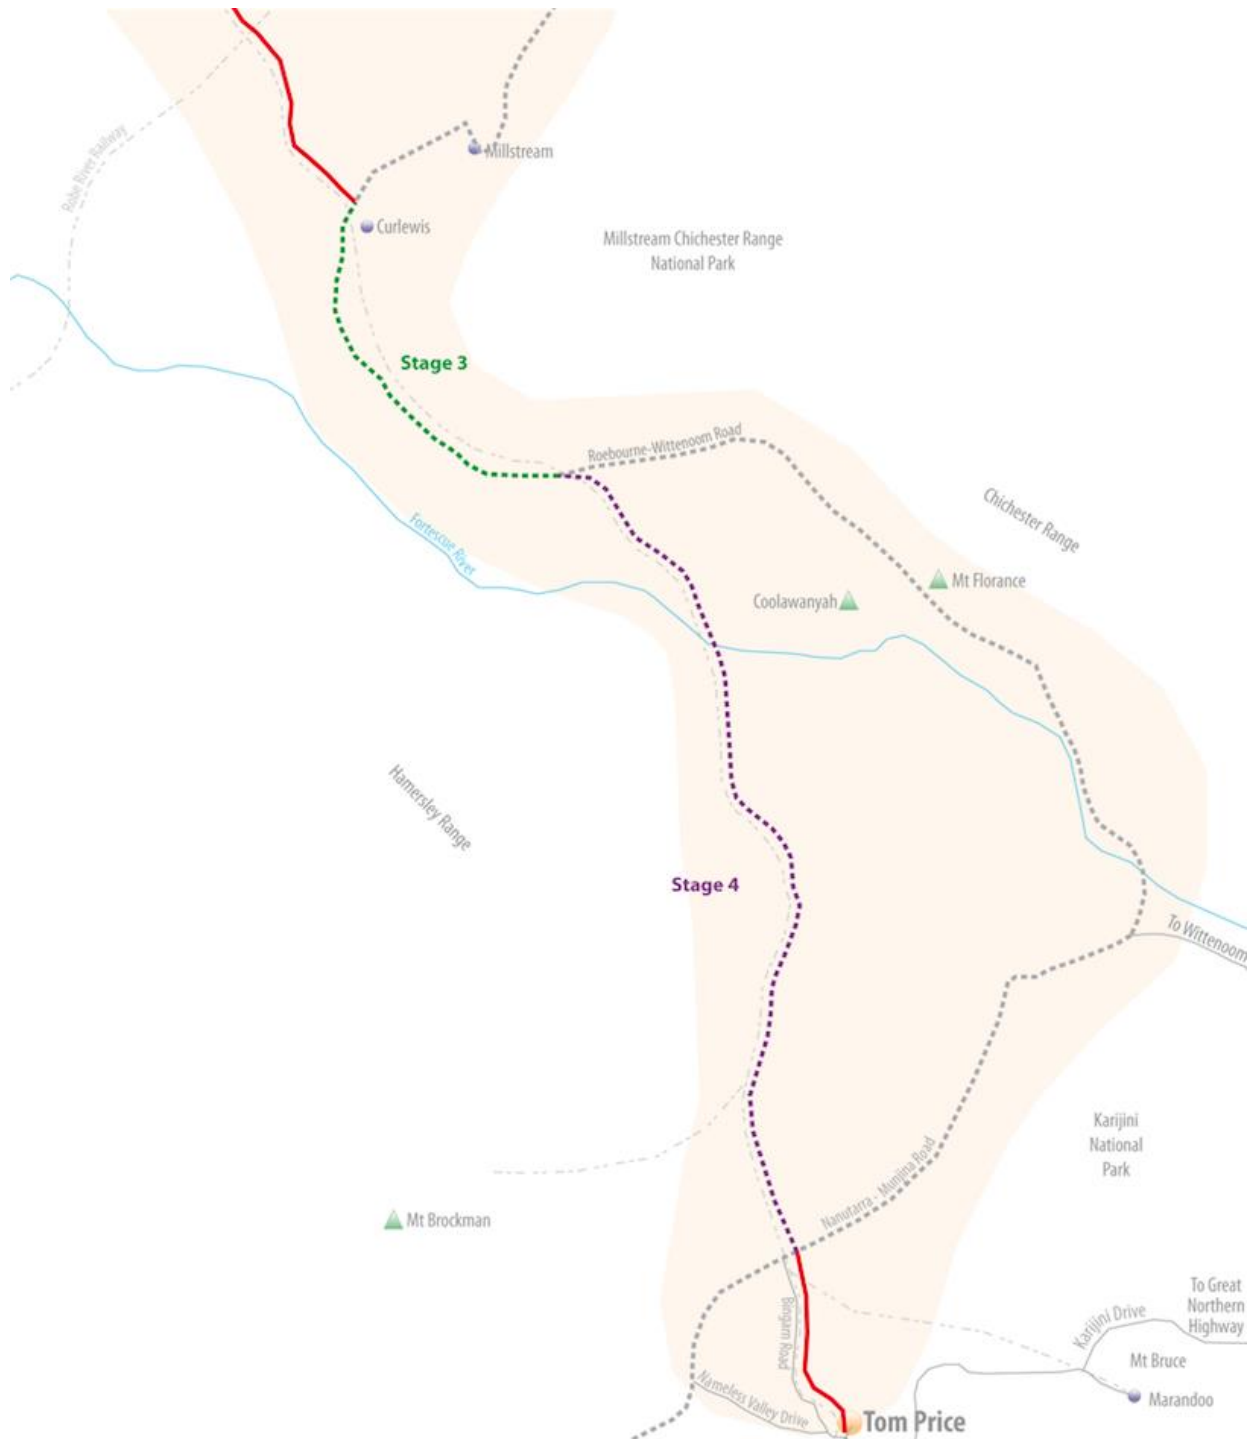 Robe River Railway
Millstream
Curlewis
Millstream Chichester Range
National Park
Stage 3
Roebourne-Wittenoom Road
Chichester Range
Fortescue River
Mt Florance
Coolawanyah
Hamersley Range
Stage 4
To Wittenoom
Karijini
National
Park
Nanutarra - Munjina Road
Mt Brockman
To Great
Northern
Highway
Karijini Drive
Bingarn Road
Mt Bruce
Nameless Valley Drive
Marandoo
Tom Price